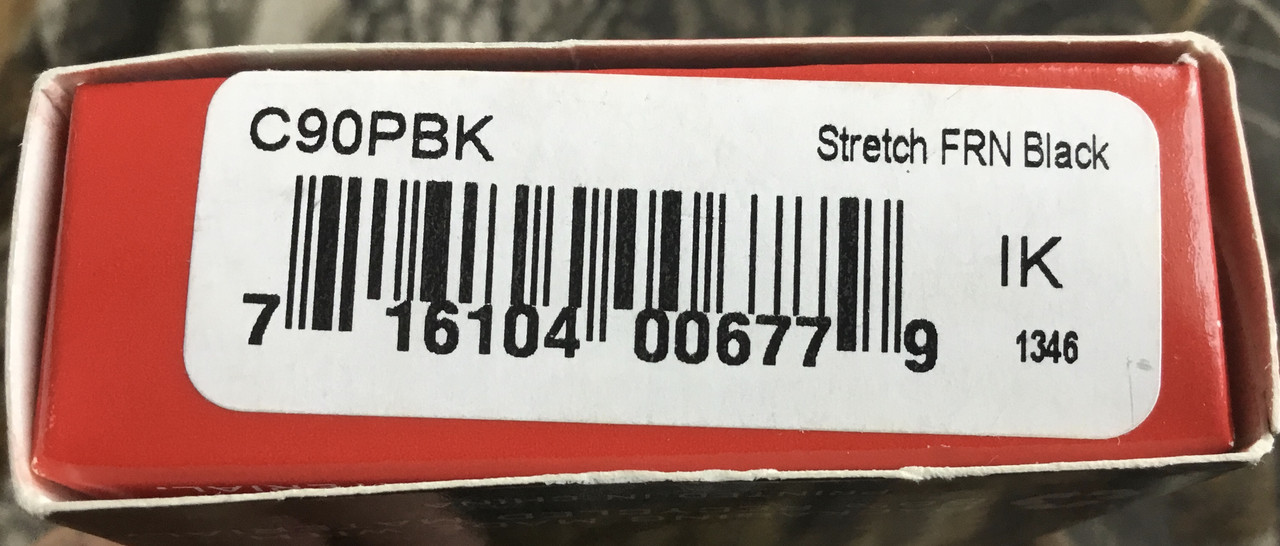 C90PBK
Stretch FRN Black
7 16104 00677 9
IK
1346